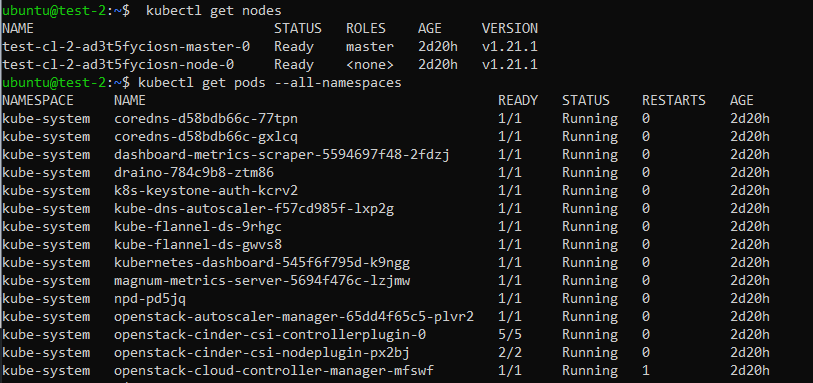 ubuntu@test-2:~$  kubectl get nodes
NAME                              STATUS   ROLES    AGE     VERSION
test-cl-2-ad3t5fyciosn-master-0   Ready    master   2d20h   v1.21.1
test-cl-2-ad3t5fyciosn-node-0     Ready    <none>   2d20h   v1.21.1
ubuntu@test-2:~$ kubectl get pods --all-namespaces
NAMESPACE     NAME                                            READY   STATUS    RESTARTS   AGE
kube-system   coredns-d58bdb66c-77tpn                         1/1     Running   0          2d20h
kube-system   coredns-d58bdb66c-gxlcq                         1/1     Running   0          2d20h
kube-system   dashboard-metrics-scraper-5594697f48-2fdzj      1/1     Running   0          2d20h
kube-system   draino-784c9b8-ztm86                            1/1     Running   0          2d20h
kube-system   k8s-keystone-auth-kcrv2                         1/1     Running   0          2d20h
kube-system   kube-dns-autoscaler-f57cd985f-lxp2g             1/1     Running   0          2d20h
kube-system   kube-flannel-ds-9rhgc                           1/1     Running   0          2d20h
kube-system   kube-flannel-ds-gwvs8                           1/1     Running   0          2d20h
kube-system   kubernetes-dashboard-545f6f795d-k9ngg           1/1     Running   0          2d20h
kube-system   magnum-metrics-server-5694f476c-lzjmw           1/1     Running   0          2d20h
kube-system   npd-pd5jq                                       1/1     Running   0          2d20h
kube-system   openstack-autoscaler-manager-65dd4f65c5-plvr2   1/1     Running   0          2d20h
kube-system   openstack-cinder-csi-controllerplugin-0         5/5     Running   0          2d20h
kube-system   openstack-cinder-csi-nodeplugin-px2bj           2/2     Running   0          2d20h
kube-system   openstack-cloud-controller-manager-mfswf        1/1     Running   1          2d20h